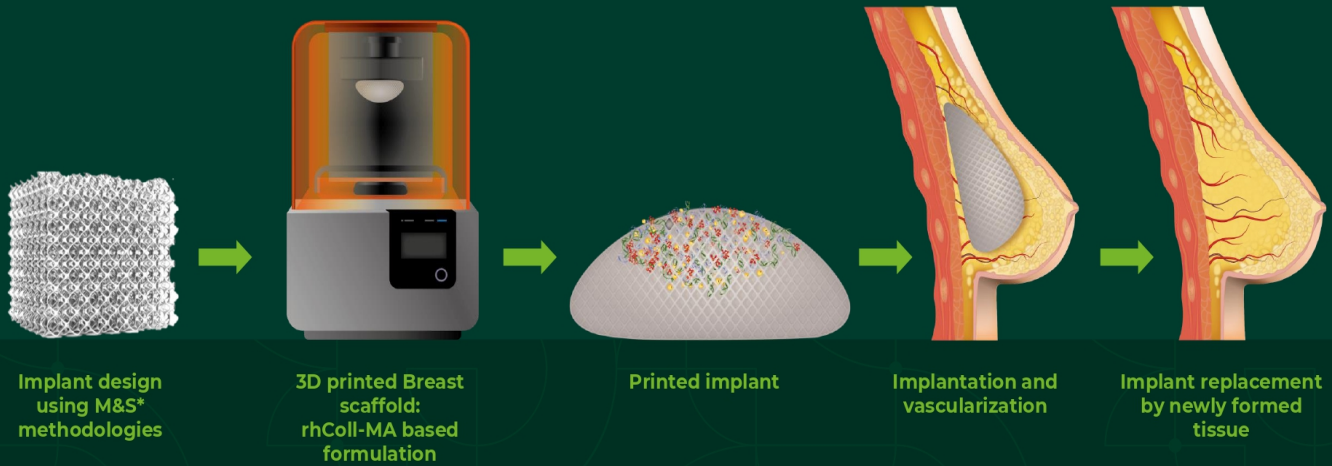 Implant design
using M&S*
methodologies
3D printed Breast
scaffold:
rhColl-MA based
formulation
Printed implant
Implantation and
vascularization
Implant replacement
by newly formed
tissue